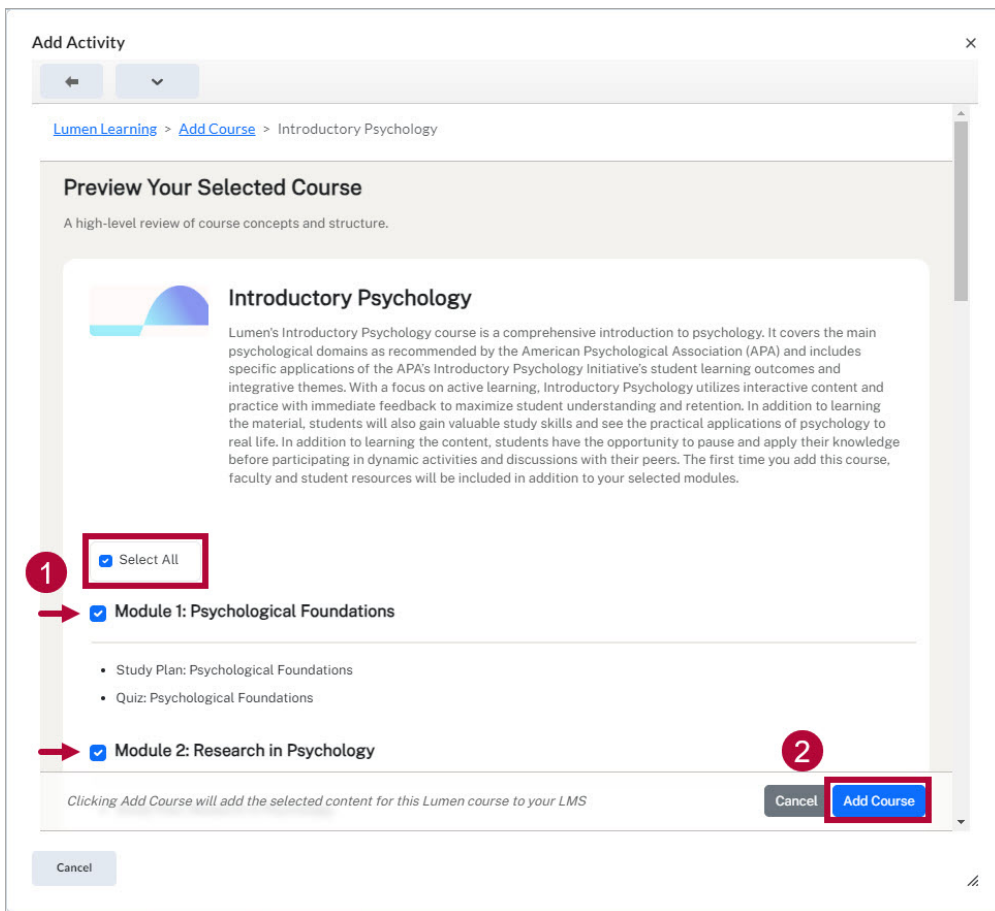 Add Activity
Lumen Learning > Add Course > Introductory Psychology
Preview Your Selected Course
A high-level review of course concepts and structure.
Introductory Psychology
Lumen's Introductory Psychology course is a comprehensive introduction to psychology. It covers the main
psychological domains as recommended by the American Psychological Association (APA) and includes
specific applications of the APA's Introductory Psychology Initiative's student learning outcomes and
integrative themes. With a focus on active learning, Introductory Psychology utilizes interactive content and
practice with immediate feedback to maximize student understanding and retention. In addition to learning
the material, students will also gain valuable study skills and see the practical applications of psychology to
real life. In addition to learning the content, students have the opportunity to pause and apply their knowledge
before participating in dynamic activities and discussions with their peers. The first time you add this course,
faculty and student resources will be included in addition to your selected modules.
1
Select All
Module 1: Psychological Foundations
• Study Plan: Psychological Foundations
• Quiz: Psychological Foundations
Module 2: Research in Psychology
2
Clicking Add Course will add the selected content for this Lumen course to your LMS
Cancel
Add Course
Cancel